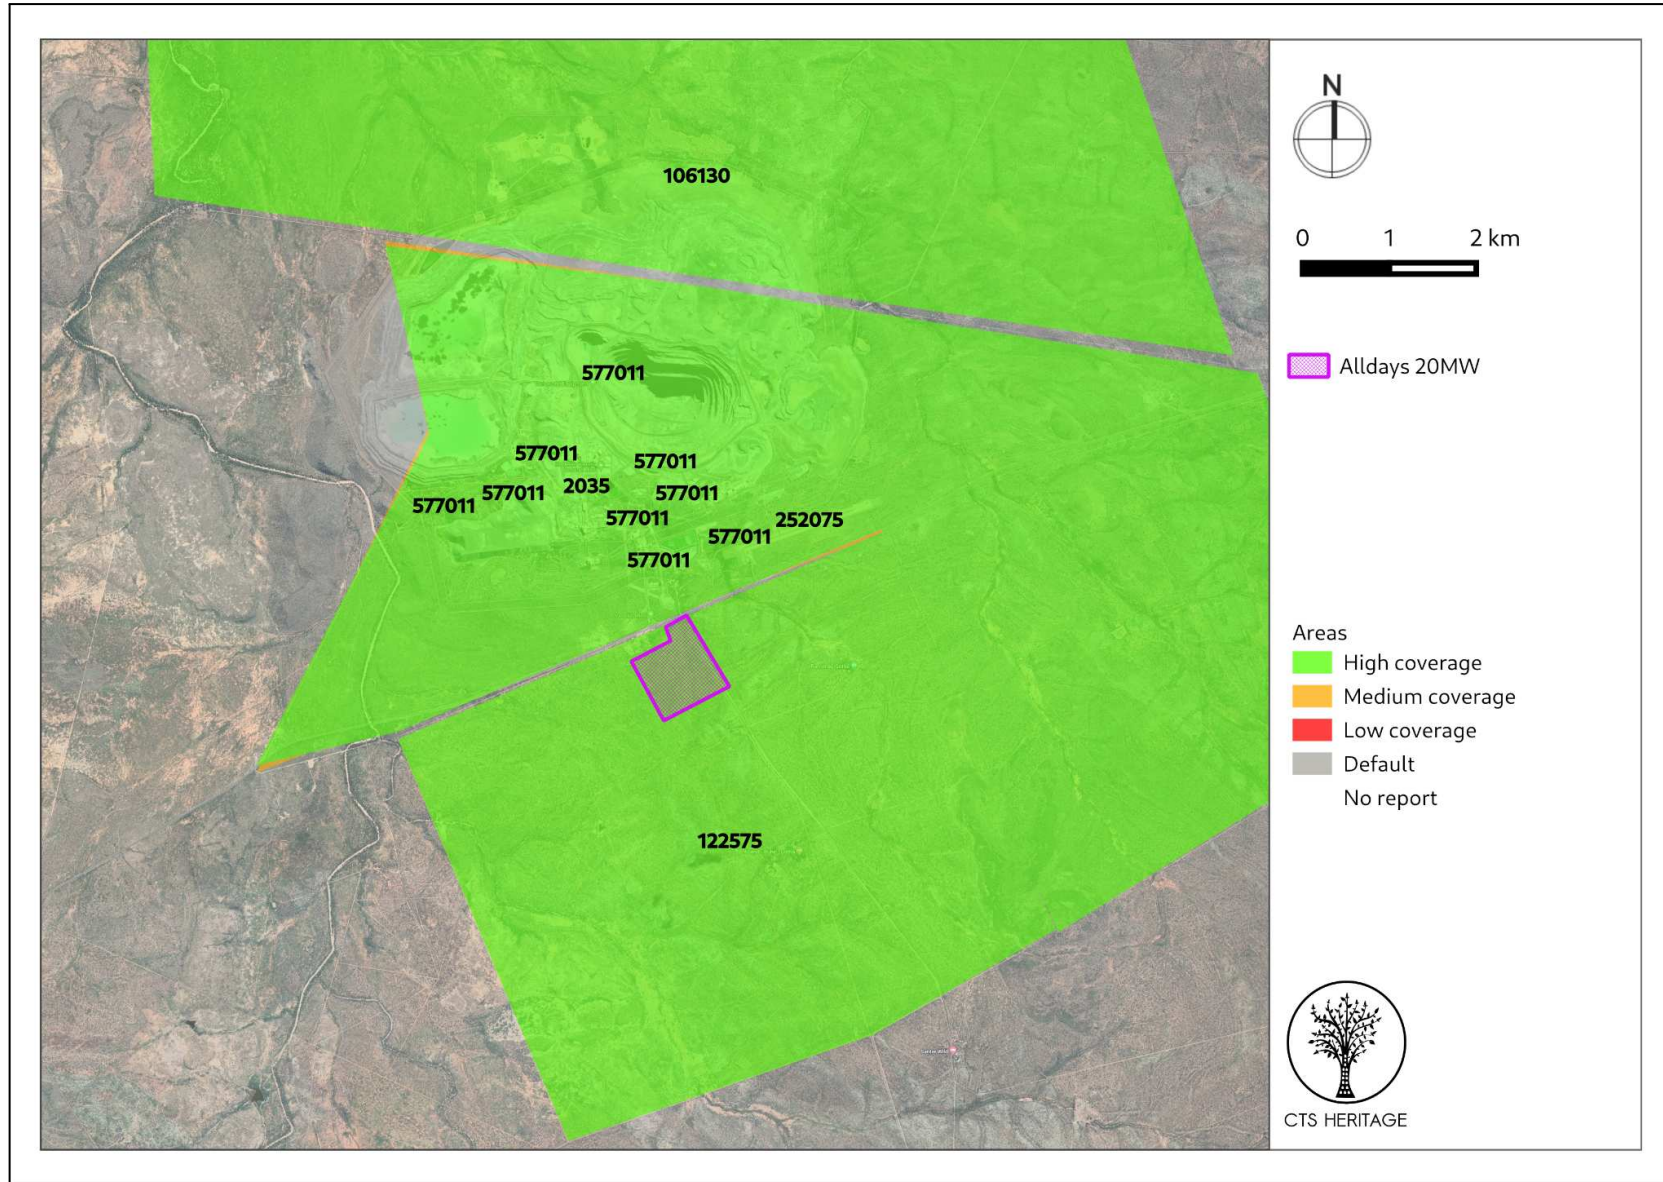 N
0 1 2 km
Alldays 20MW
106130
577011
577011
577011
577011
2035
577011
577011
577011
252075
577011
577011
122575
Areas
High coverage
Medium coverage
Low coverage
Default
No report
CTS HERITAGE